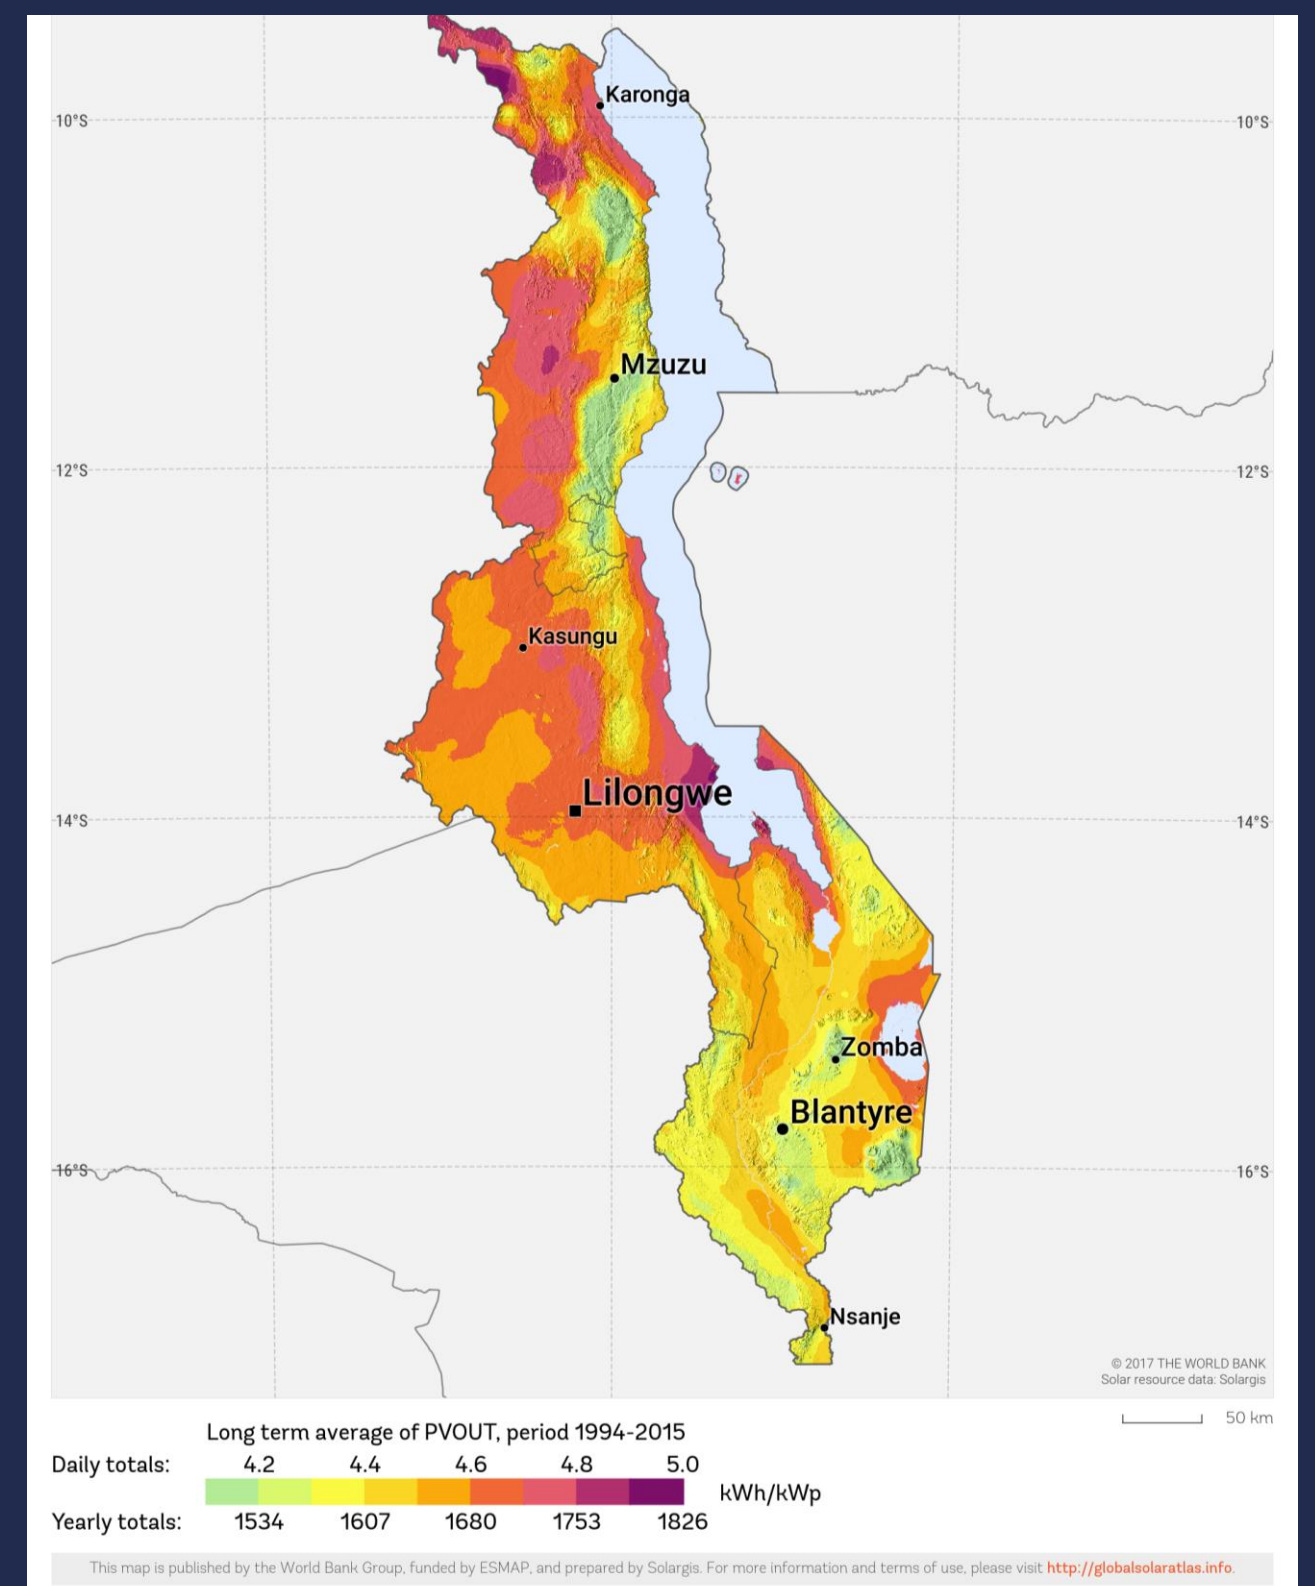 Karonga
10°S
10°S
Mzuzu
12°S
12°S
Kasungu
Lilongwe
14°S
14°S
Zomba
Blantyre
16°S
16°S
Nsanje
© 2017 THE WORLD BANK
Solar resource data: Solargis
50 km
Long term average of PVOUT, period 1994-2015
Daily totals: 4.2 4.4 4.6 4.8 5.0
kWh/kWp
Yearly totals: 1534 1607 1680 1753 1826
This map is published by the World Bank Group, funded by ESMAP, and prepared by Solargis. For more information and terms of use, please visit http://globalsolaratlas.info.